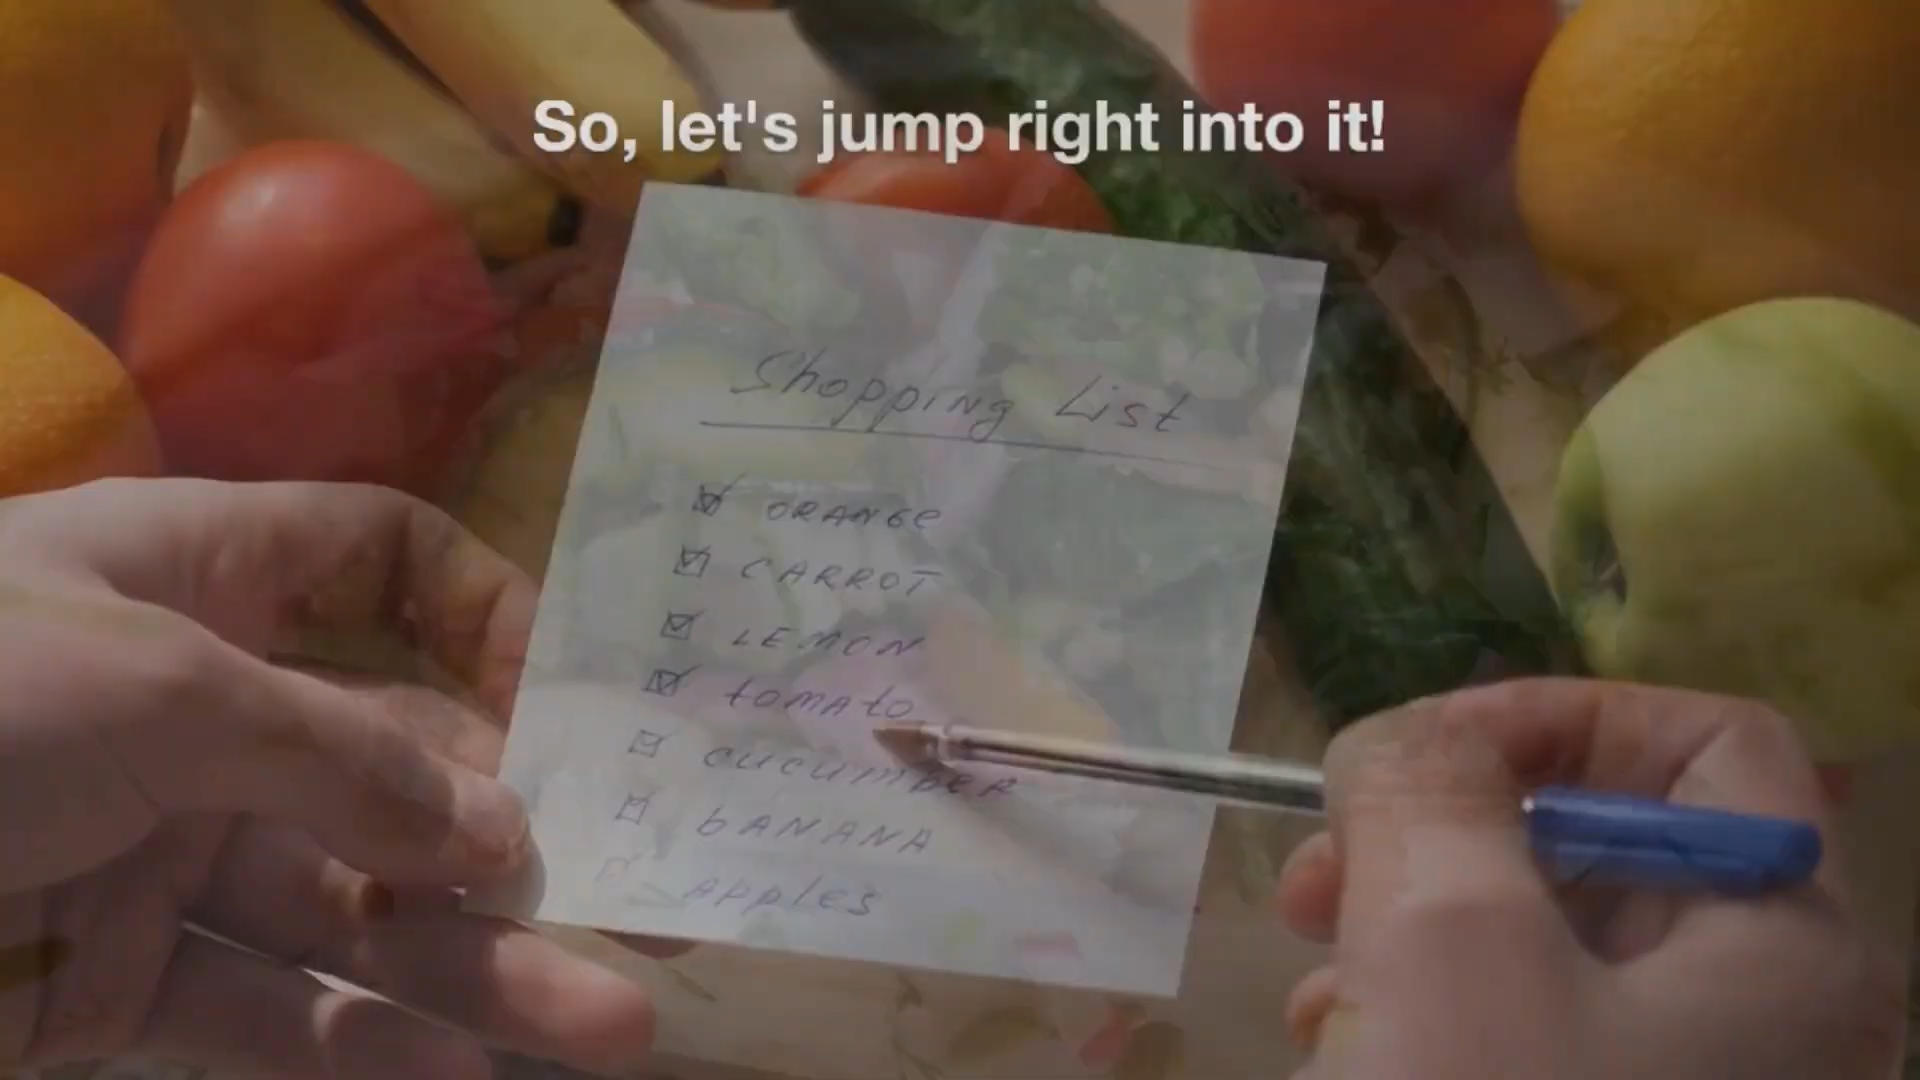 So, let's jump right into it!
Shopping List
ORANGe
CARROT
LEMON
tomato
cucumBeR
bANANA
Apples